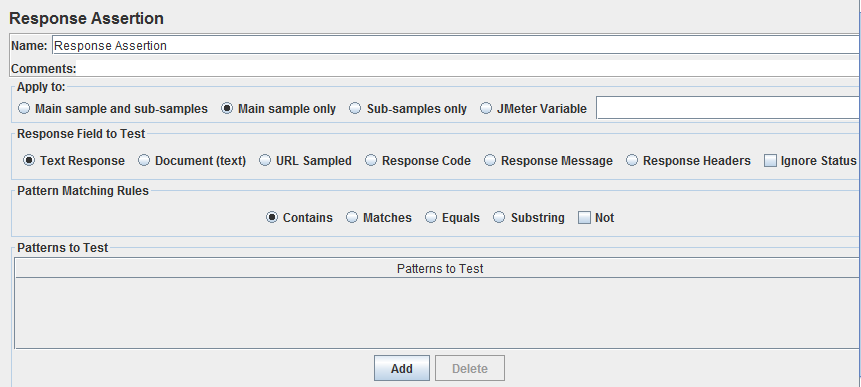 Response Assertion
Name: Response Assertion
Comments:
Apply to:
Main sample and sub-samples Main sample only Sub-samples only JMeter Variable
Response Field to Test
Text Response Document (text) URL Sampled Response Code Response Message Response Headers Ignore Status
Pattern Matching Rules
Contains Matches Equals Substring Not
Patterns to Test
Patterns to Test
Add Delete